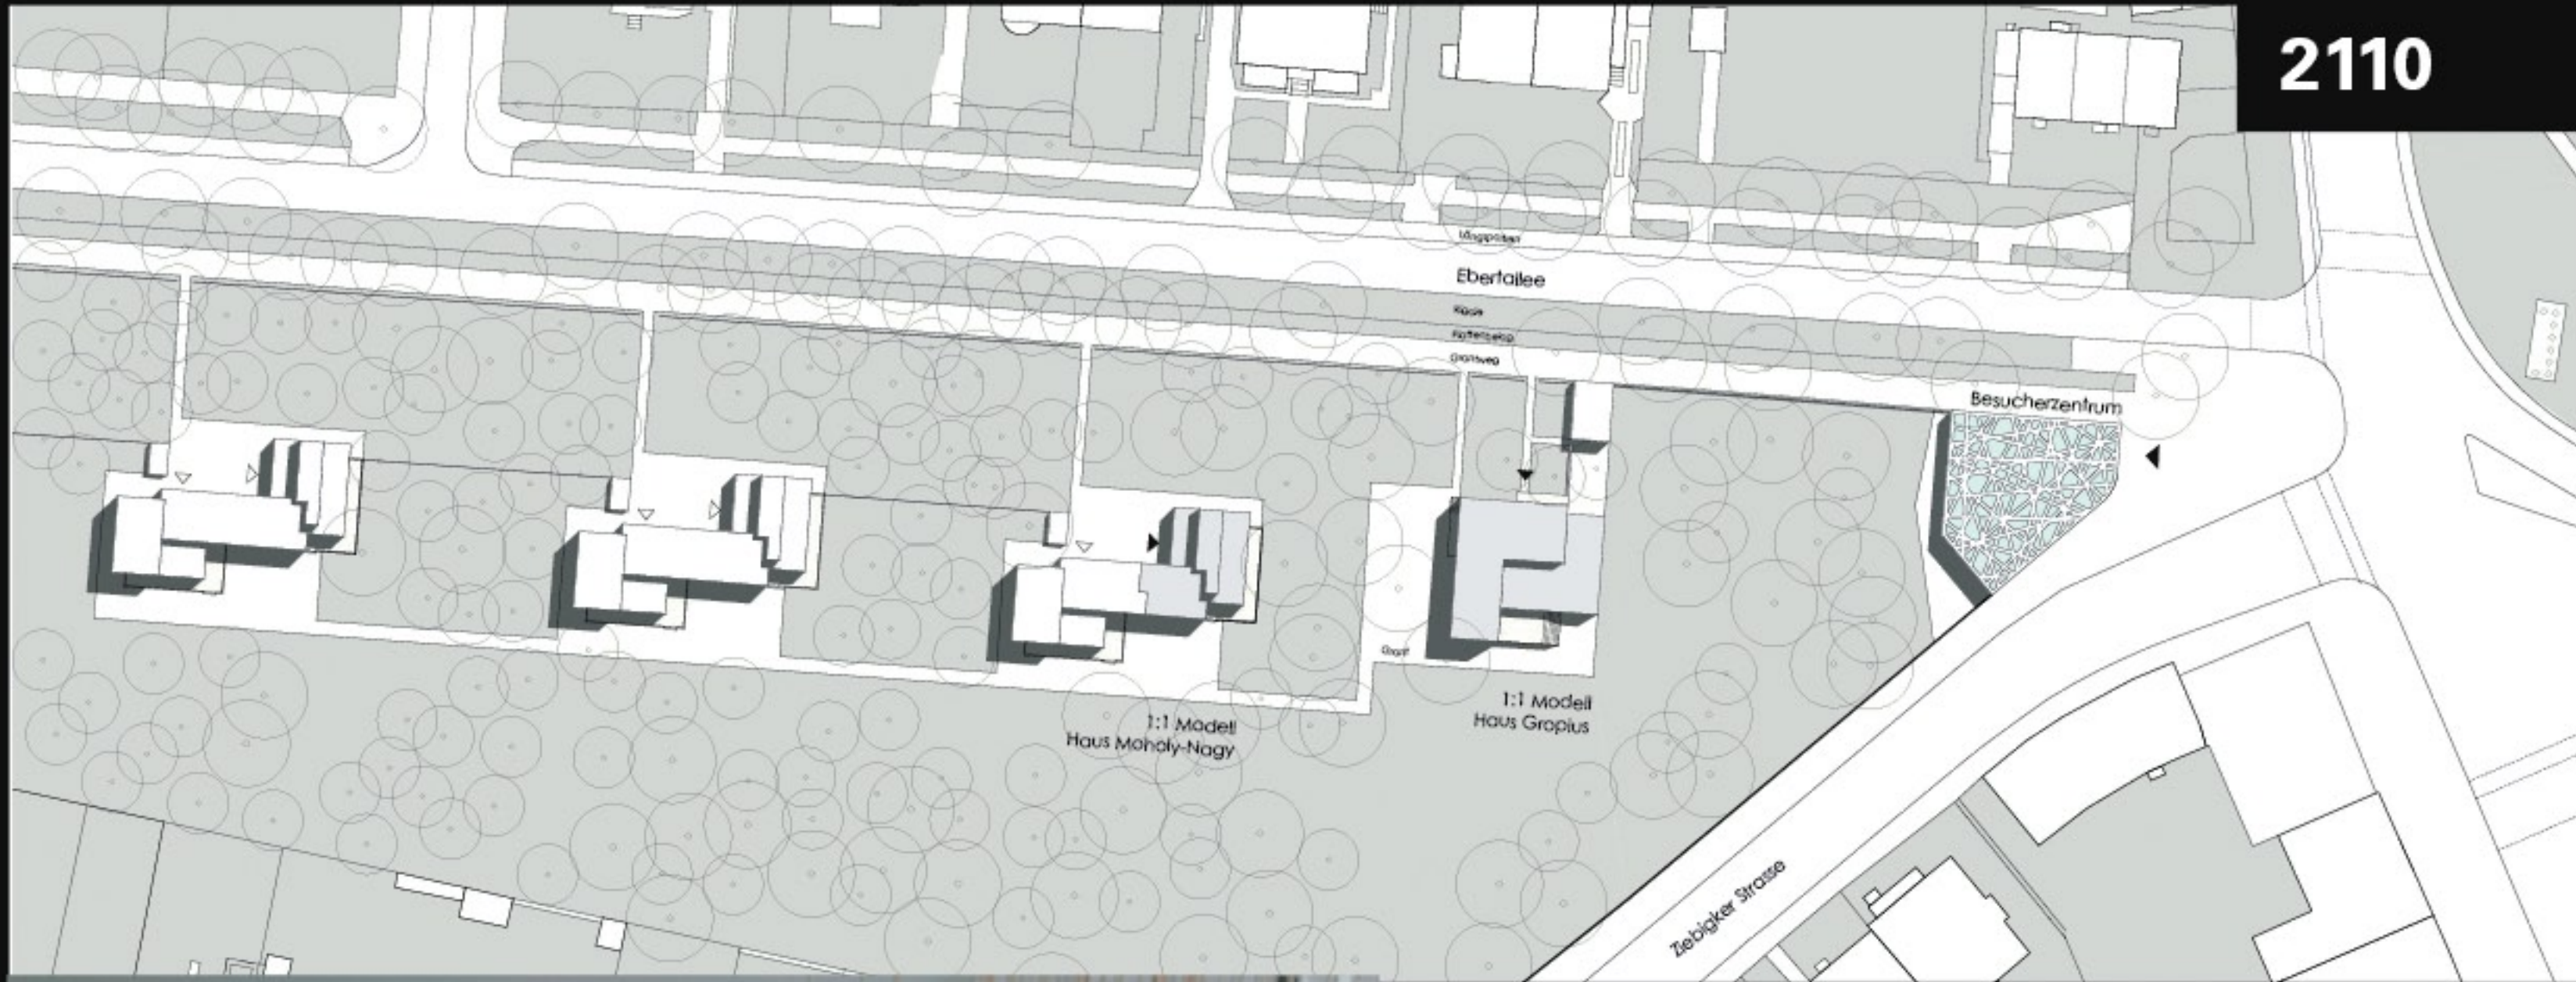 2110
Ebertallee
Besucherzentrum
1:1 Modell
Haus Gropius
1:1 Modell
Haus Moholy-Nagy
Ziebigker Strasse